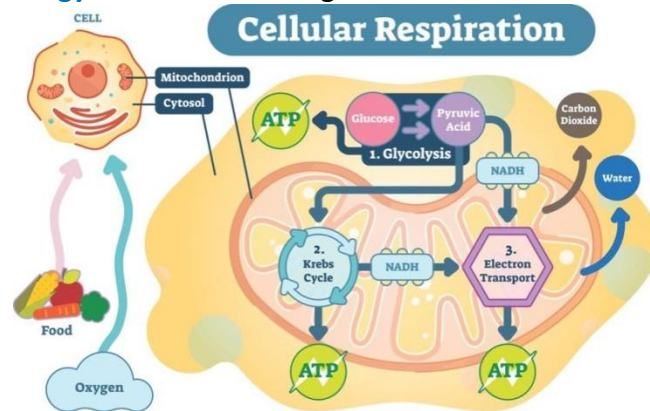 CELL
Cellular Respiration
Mitochondrion
Cytosol
ATP
Glucose
Pyruvic
Acid
1. Glycolysis
Carbon
Dioxide
NADH
Water
2.
Krebs
Cycle
NADH
3.
Electron
Transport
Food
Oxygen
ATP
ATP